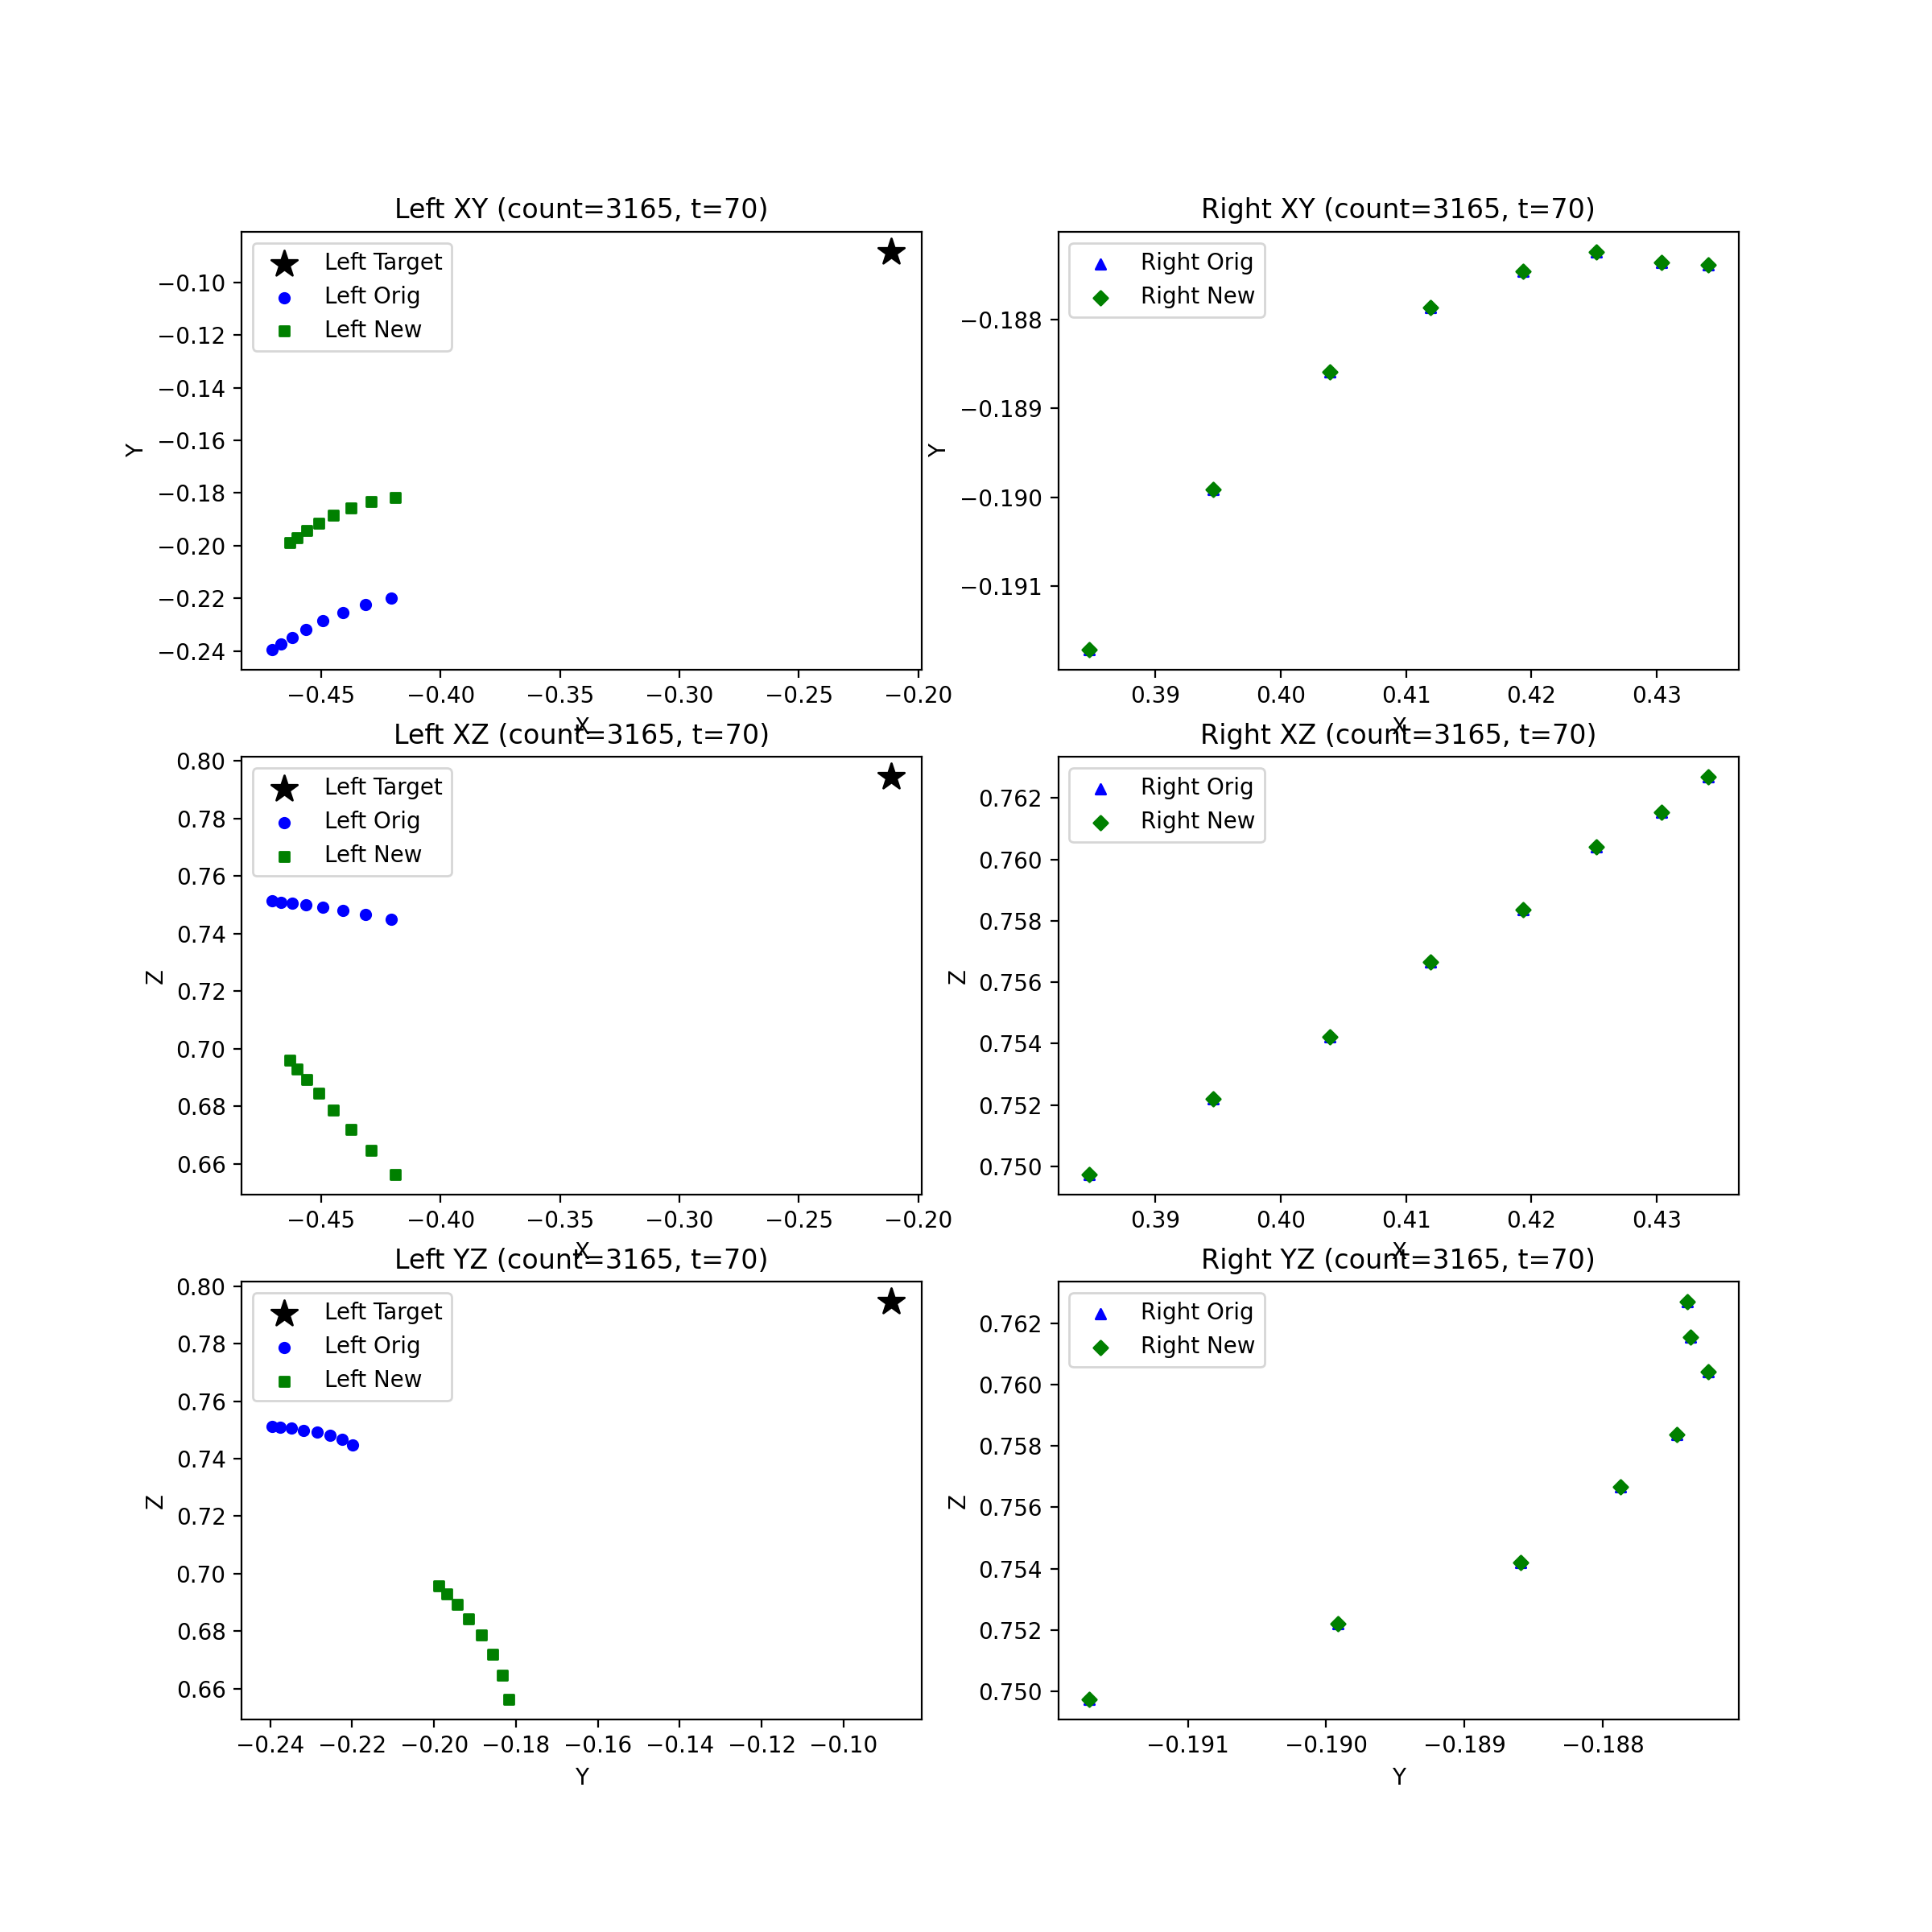 Left XY (count=3165, t=70)
Left Target
Left Orig
Left New
−0.10
−0.12
−0.14
−0.16
−0.18
−0.20
−0.22
−0.24
Y
−0.45 −0.40 −0.35 −0.30 −0.25 −0.20
X
Right XY (count=3165, t=70)
Right Orig
Right New
−0.188
−0.189
−0.190
−0.191
Y
0.39 0.40 0.41 0.42 0.43
X
Left XZ (count=3165, t=70)
Left Target
Left Orig
Left New
0.80
0.78
0.76
0.74
0.72
0.70
0.68
0.66
Z
−0.45 −0.40 −0.35 −0.30 −0.25 −0.20
X
Right XZ (count=3165, t=70)
Right Orig
Right New
0.762
0.760
0.758
0.756
0.754
0.752
0.750
Z
0.39 0.40 0.41 0.42 0.43
X
Left YZ (count=3165, t=70)
Left Target
Left Orig
Left New
0.80
0.78
0.76
0.74
0.72
0.70
0.68
0.66
Z
−0.24 −0.22 −0.20 −0.18 −0.16 −0.14 −0.12 −0.10
Y
Right YZ (count=3165, t=70)
Right Orig
Right New
0.762
0.760
0.758
0.756
0.754
0.752
0.750
Z
−0.191 −0.190 −0.189 −0.188
Y